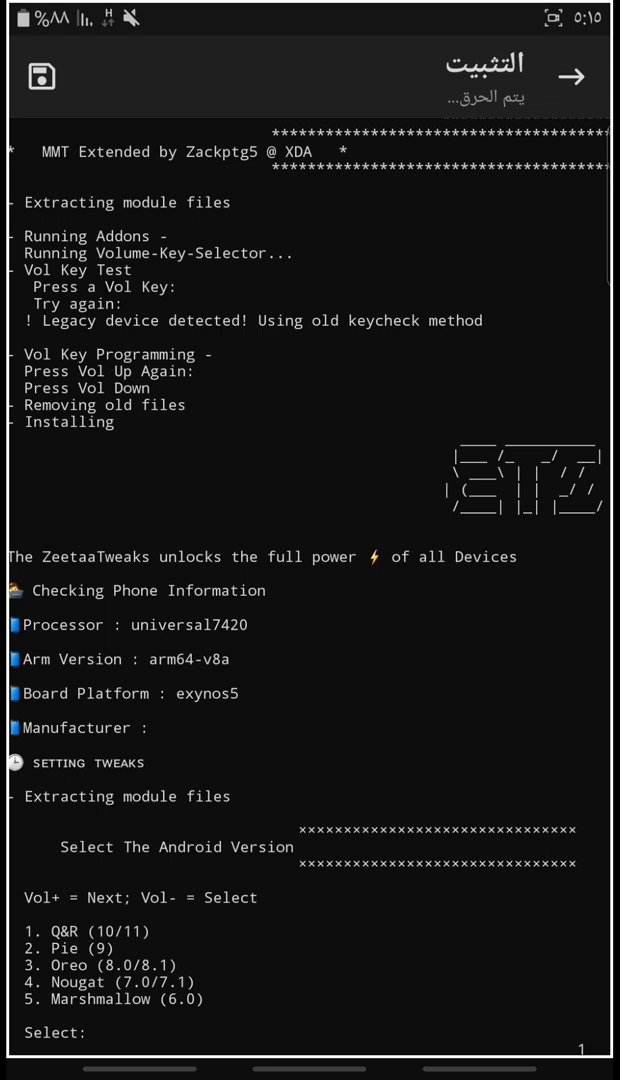 %٨٨ H ٥:١٥
التثبيت
يتم الحرق...
**************************************
* MMT Extended by Zackptg5 @ XDA *
**************************************
- Extracting module files
- Running Addons -
Running Volume-Key-Selector...
- Vol Key Test
Press a Vol Key:
Try again:
! Legacy device detected! Using old keycheck method
- Vol Key Programming -
Press Vol Up Again:
Press Vol Down
- Removing old files
- Installing
The ZeetaaTweaks unlocks the full power ⚡ of all Devices
Checking Phone Information
📘Processor : universal7420
📘Arm Version : arm64-v8a
📘Board Platform : exynos5
📘Manufacturer :
🕒 sᴇᴛᴛɪɴɢ ᴛᴡᴇᴀᴋs
- Extracting module files
×××××××××××××××××××××××××××××××
Select The Android Version
×××××××××××××××××××××××××××××××
Vol+ = Next; Vol- = Select
1. Q&R (10/11)
2. Pie (9)
3. Oreo (8.0/8.1)
4. Nougat (7.0/7.1)
5. Marshmallow (6.0)
Select:
1